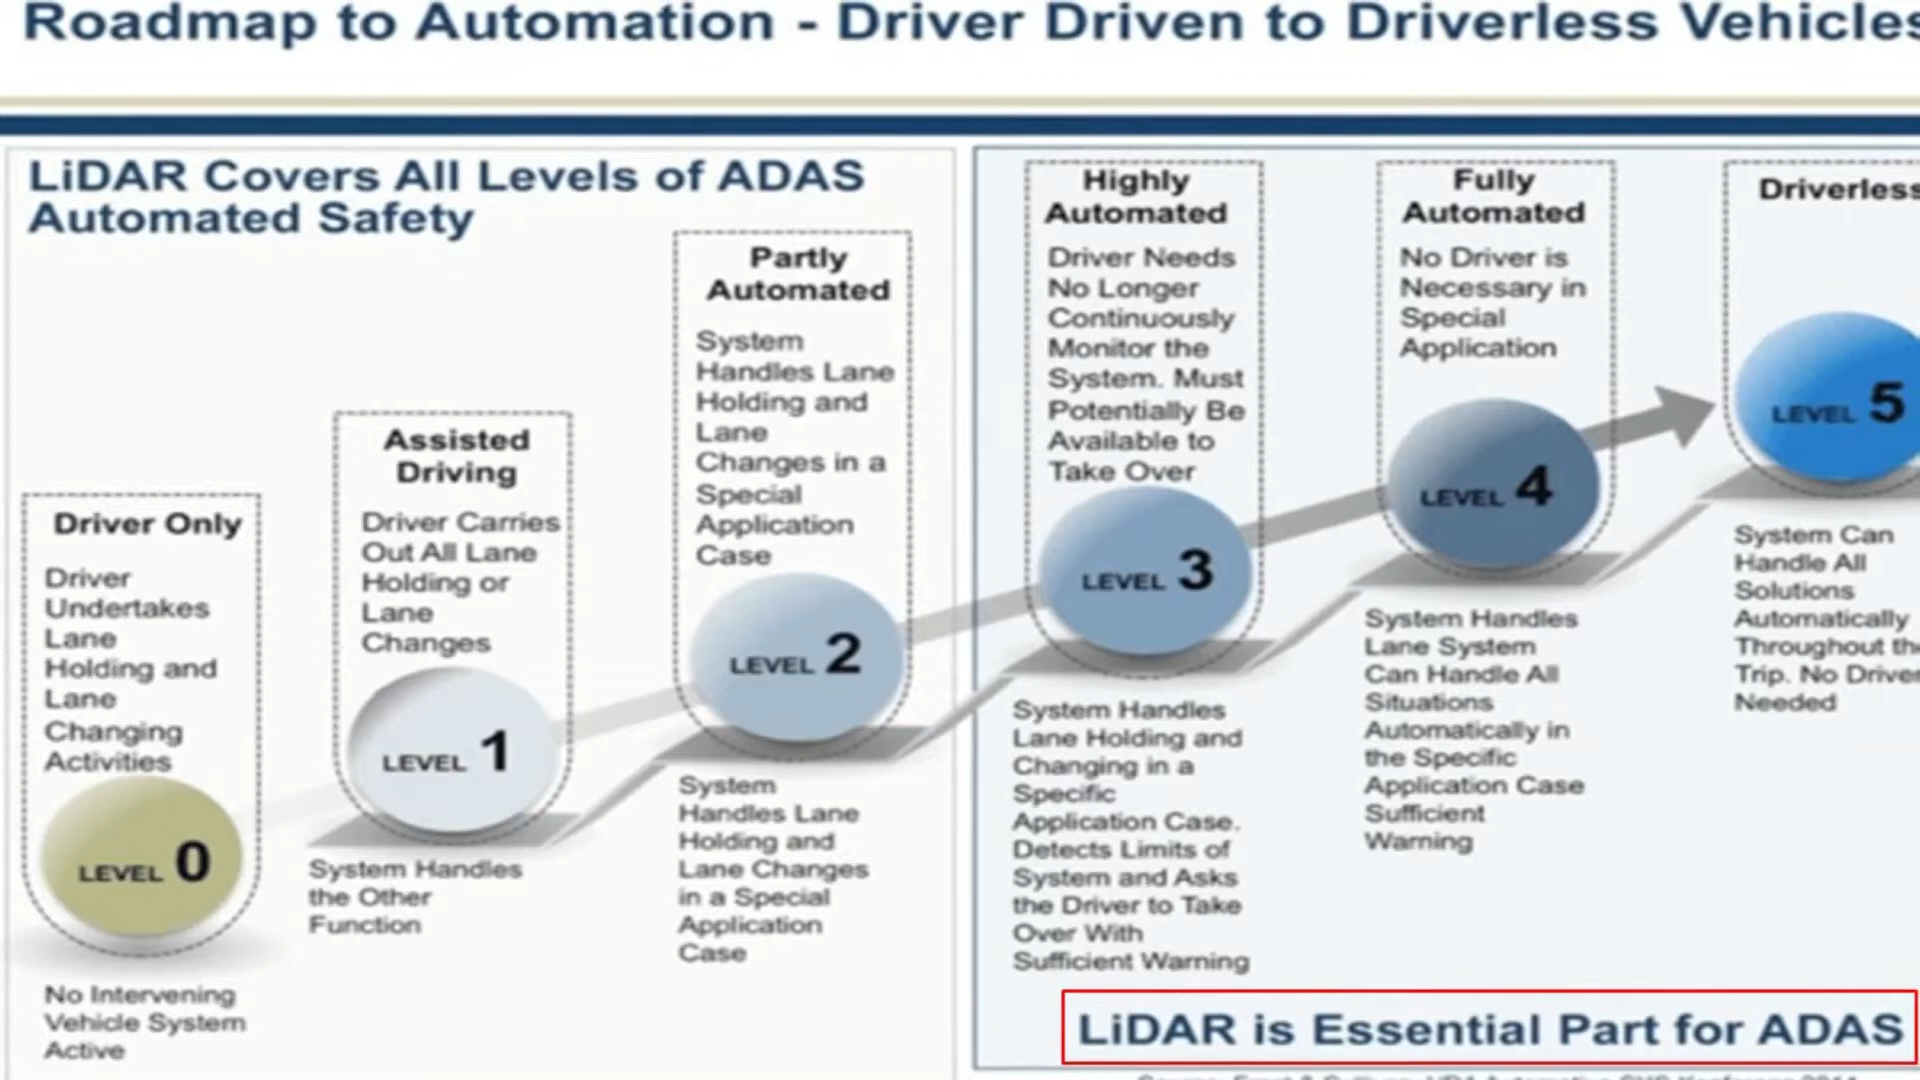 Roadmap to Automation - Driver Driven to Driverless Vehicles
LiDAR Covers All Levels of ADAS
Automated Safety
Driver Only
Driver
Undertakes
Lane
Holding and
Lane
Changing
Activities
LEVEL 0
No Intervening
Vehicle System
Active
Assisted
Driving
Driver Carries
Out All Lane
Holding or
Lane
Changes
LEVEL 1
System Handles
the Other
Function
Partly
Automated
System
Handles Lane
Holding and
Lane
Changes in a
Special
Application
Case
LEVEL 2
System
Handles Lane
Holding and
Lane Changes
in a Special
Application
Case
Highly
Automated
Driver Needs
No Longer
Continuously
Monitor the
System. Must
Potentially Be
Available to
Take Over
LEVEL 3
System Handles
Lane Holding and
Changing in a
Specific
Application Case.
Detects Limits of
System and Asks
the Driver to Take
Over With
Sufficient Warning
Fully
Automated
No Driver is
Necessary in
Special
Application
LEVEL 4
System Handles
Lane System
Can Handle All
Situations
Automatically in
the Specific
Application Case
Sufficient
Warning
Driverless
LEVEL 5
System Can
Handle All
Solutions
Automatically
Throughout the
Trip. No Driver
Needed
LiDAR is Essential Part for ADAS